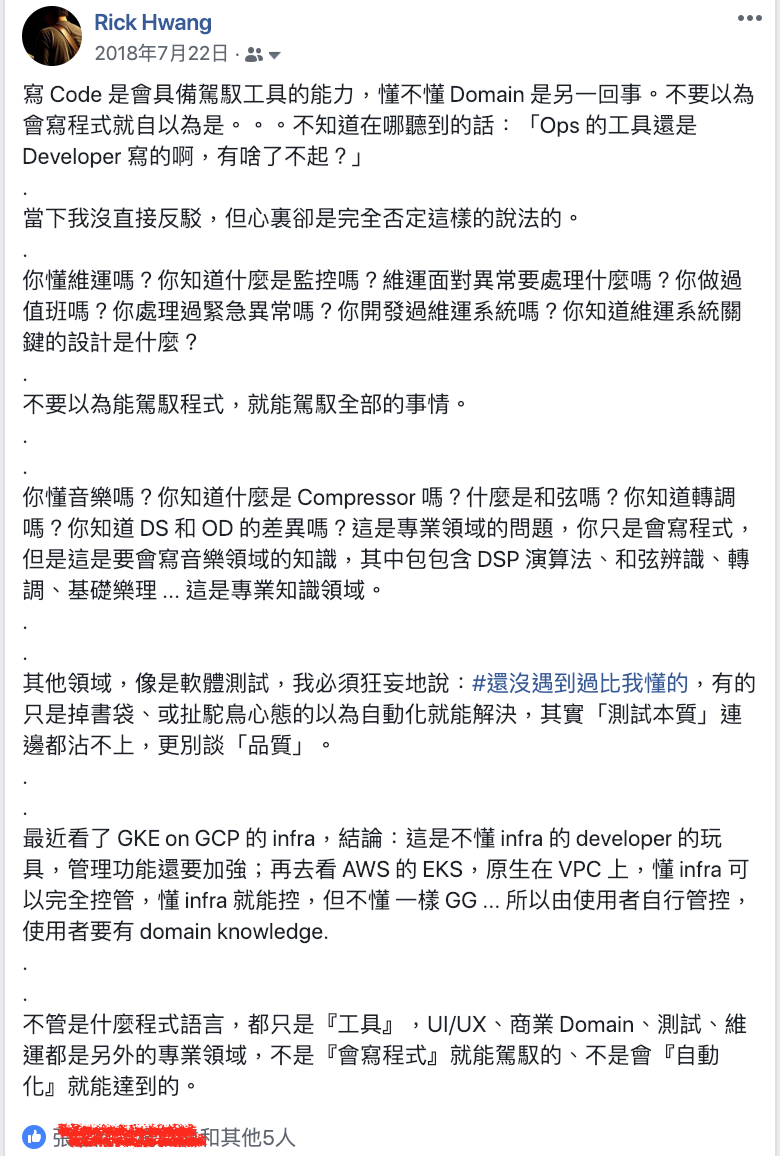 Rick Hwang
2018年7月22日 ·
寫 Code 是會具備駕馭工具的能力，懂不懂 Domain 是另一回事。不要以為
會寫程式就自以為是。。。不知道在哪聽到的話：「Ops 的工具還是
Developer 寫的啊，有啥了不起？」
.
當下我沒直接反駁，但心裏卻是完全否定這樣的說法的。
.
你懂維運嗎？你知道什麼是監控嗎？維運面對異常要處理什麼嗎？你做過
值班嗎？你處理過緊急異常嗎？你開發過維運系統嗎？你知道維運系統關
鍵的設計是什麼？
.
不要以為能駕馭程式，就能駕馭全部的事情。
.
.
你懂音樂嗎？你知道什麼是 Compressor 嗎？什麼是和弦嗎？你知道轉調
嗎？你知道 DS 和 OD 的差異嗎？這是專業領域的問題，你只是會寫程式，
但是這是要會寫音樂領域的知識，其中包包含 DSP 演算法、和弦辨識、轉
調、基礎樂理 ... 這是專業知識領域。
.
.
其他領域，像是軟體測試，我必須狂妄地說：#還沒遇到過比我懂的，有的
只是掉書袋、或扯鴕鳥心態的以為自動化就能解決，其實「測試本質」連
邊都沾不上，更別談「品質」。
.
.
最近看了 GKE on GCP 的 infra，結論：這是不懂 infra 的 developer 的玩
具，管理功能還要加強；再去看 AWS 的 EKS，原生在 VPC 上，懂 infra 可
以完全控管，懂 infra 就能控，但不懂 一樣 GG ... 所以由使用者自行管控，
使用者要有 domain knowledge.
.
.
不管是什麼程式語言，都只是『工具』，UI/UX、商業 Domain、測試、維
運都是另外的專業領域，不是『會寫程式』就能駕馭的、不是會『自動
化』就能達到的。
張
和其他5人